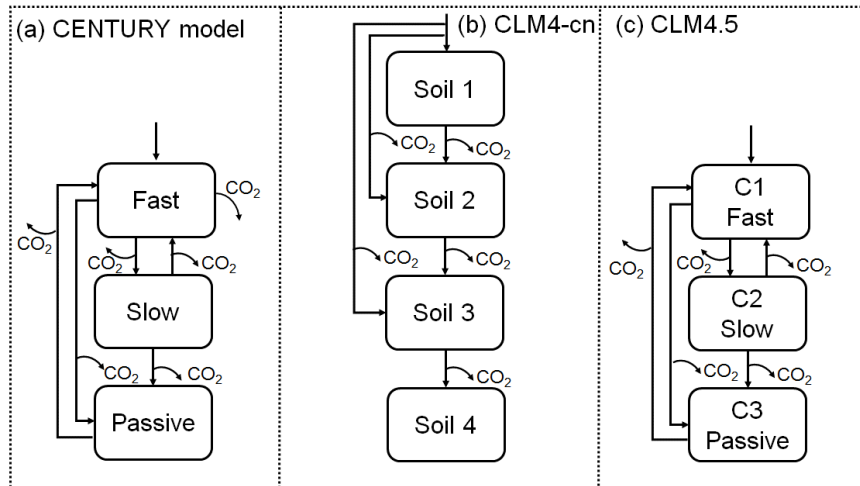 (a) CENTURY model
CO₂
Fast
CO₂
CO₂
CO₂
Slow
CO₂
CO₂
Passive
(b) CLM4-cn
Soil 1
CO₂
CO₂
Soil 2
CO₂
CO₂
Soil 3
CO₂
Soil 4
(c) CLM4.5
C1
Fast
CO₂
CO₂
CO₂
C2
Slow
CO₂
CO₂
C3
Passive